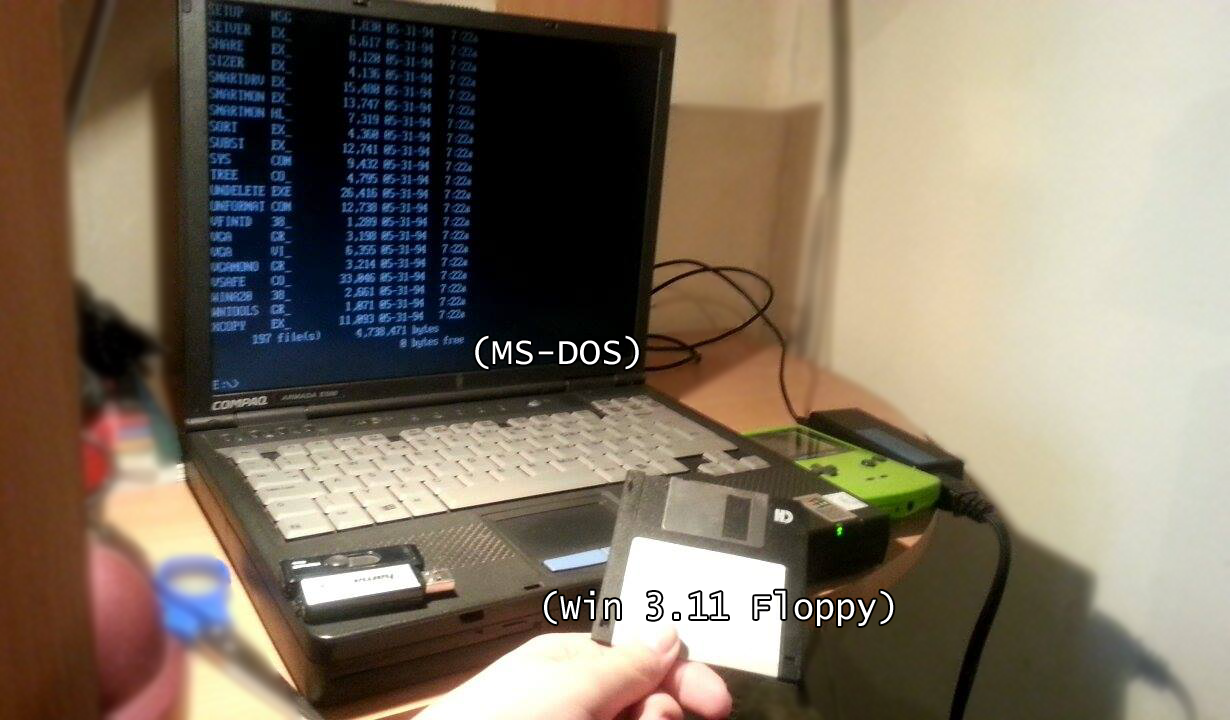 SETUP MSG 1,830 05-31-94 7:22a
SETVER EX_ 6,617 05-31-94 7:22a
SHARE EX_ 8,120 05-31-94 7:22a
SIZER EX_ 4,136 05-31-94 7:22a
SMARTDRV EX_ 15,480 05-31-94 7:22a
SMARTMON EX_ 13,747 05-31-94 7:22a
SMARTMON HL_ 7,319 05-31-94 7:22a
SORT EX_ 4,360 05-31-94 7:22a
SUBST EX_ 12,741 05-31-94 7:22a
SYS COM 9,432 05-31-94 7:22a
TREE CO_ 4,795 05-31-94 7:22a
UNDELETE EXE 26,416 05-31-94 7:22a
UNFORMAT COM 12,738 05-31-94 7:22a
VFINTD 38_ 1,289 05-31-94 7:22a
VGA GR_ 3,198 05-31-94 7:22a
VGA VI_ 6,355 05-31-94 7:22a
VGAMONO GR_ 3,214 05-31-94 7:22a
VSAFE CO_ 33,046 05-31-94 7:22a
WINA20 38_ 2,661 05-31-94 7:22a
WNTOOLS GR_ 1,071 05-31-94 7:22a
XCOPY EX_ 11,893 05-31-94 7:22a
197 file(s) 4,738,471 bytes
0 bytes free
(MS-DOS)
E:\>
COMPAQ ARMADA
HD
hama
(Win 3.11 Floppy)